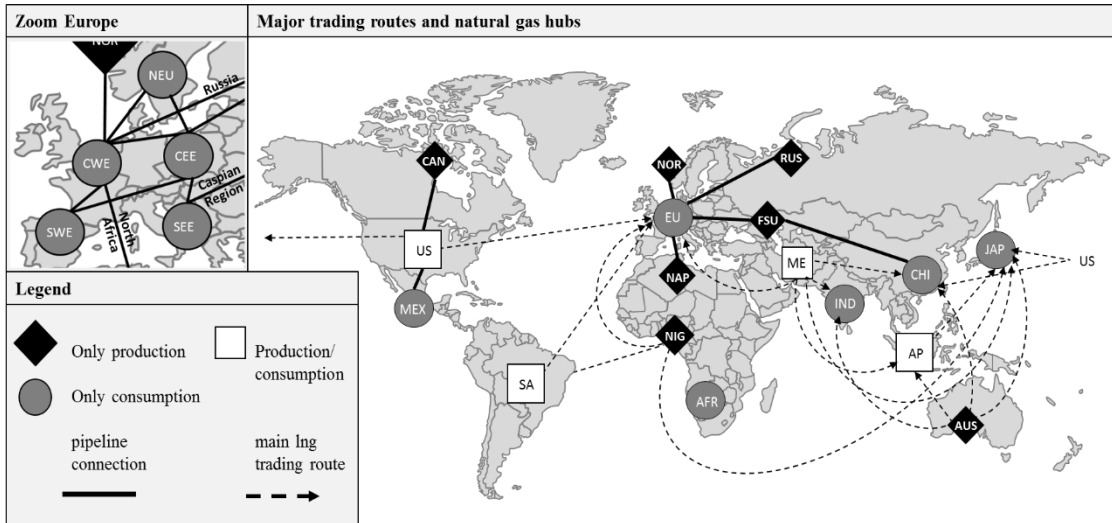 Zoom Europe
NOR
NEU
Russia
CWE
CEE
Caspian
Region
North
Africa
SWE
SEE
Legend
Only production
Production/
consumption
Only consumption
pipeline
connection
main lng
trading route
Major trading routes and natural gas hubs
CAN
NOR
RUS
EU
FSU
US
JAP
ME
US
CHI
NAP
MEX
IND
NIG
AP
SA
AFR
AUS